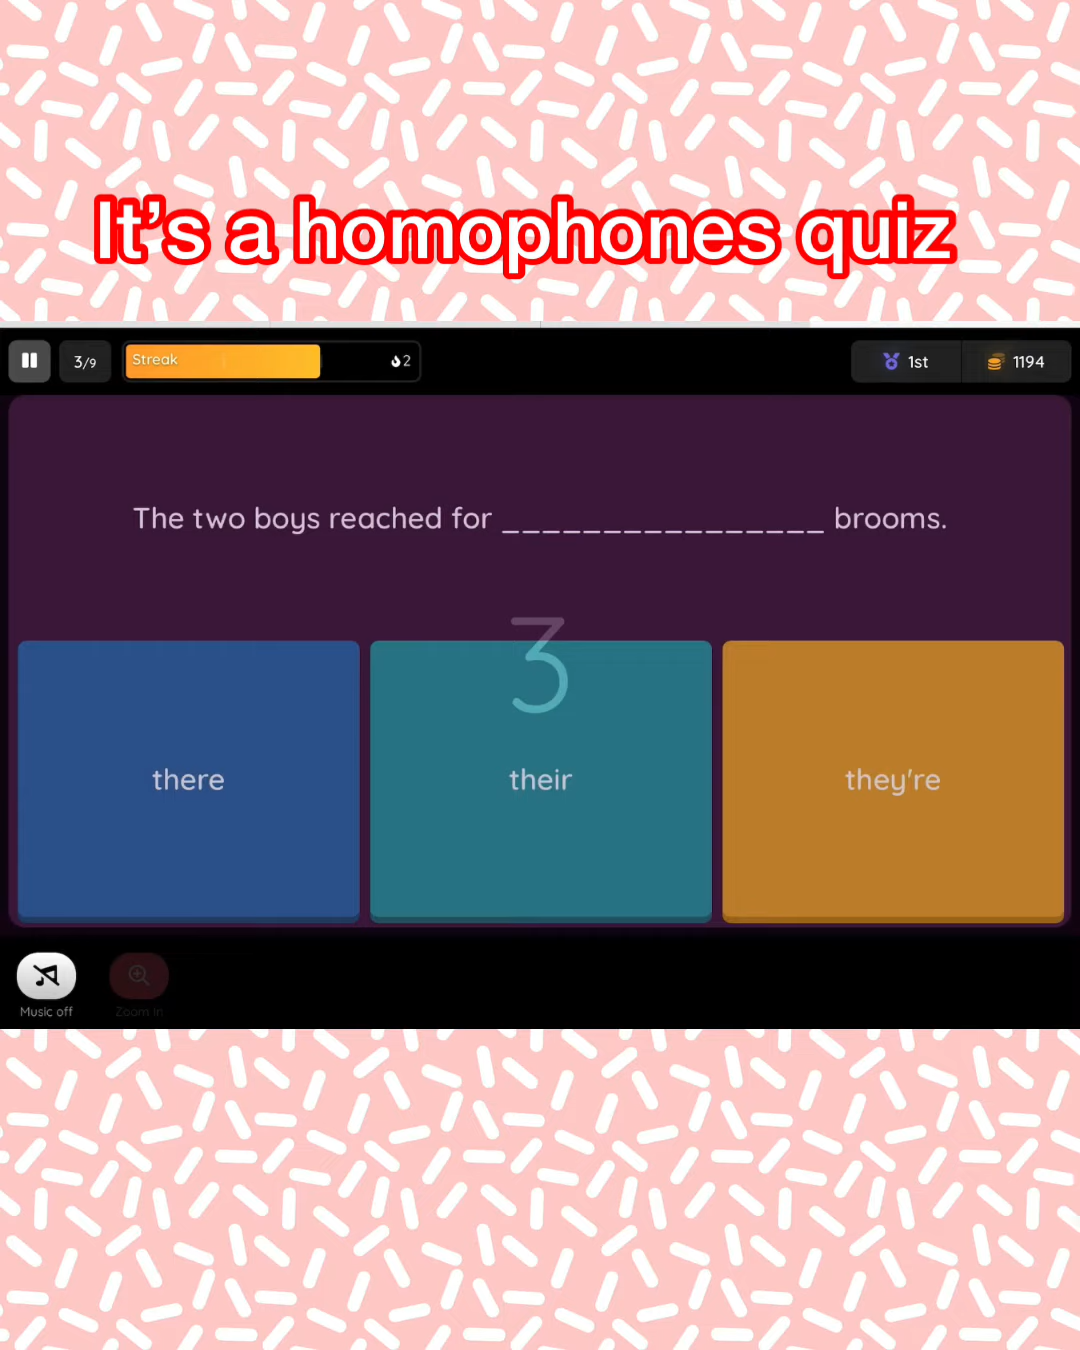 It's a homophones quiz
3/9
Streak
2
1st
1194
The two boys reached for ________________ brooms.
3
there
their
they're
Music off
Zoom in